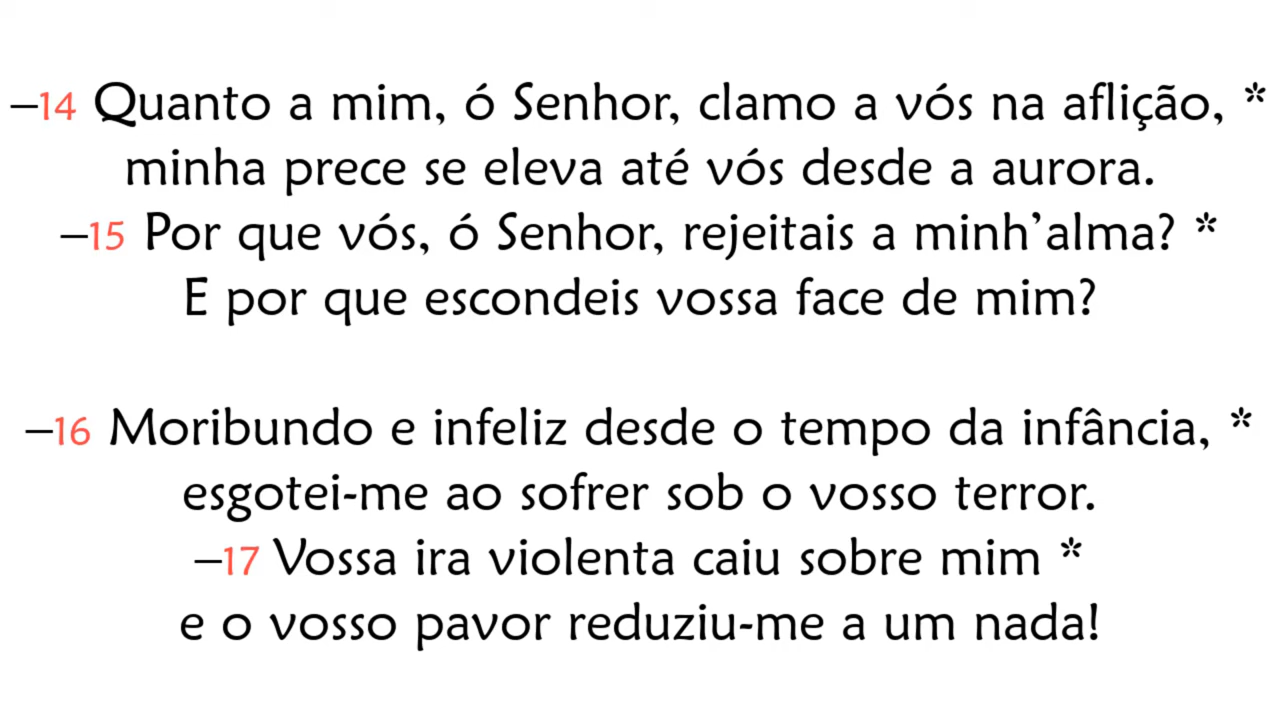 –14 Quanto a mim, ó Senhor, clamo a vós na aflição, *
minha prece se eleva até vós desde a aurora.
–15 Por que vós, ó Senhor, rejeitais a minh’alma? *
E por que escondeis vossa face de mim?
–16 Moribundo e infeliz desde o tempo da infância, *
esgotei-me ao sofrer sob o vosso terror.
–17 Vossa ira violenta caiu sobre mim *
e o vosso pavor reduziu-me a um nada!